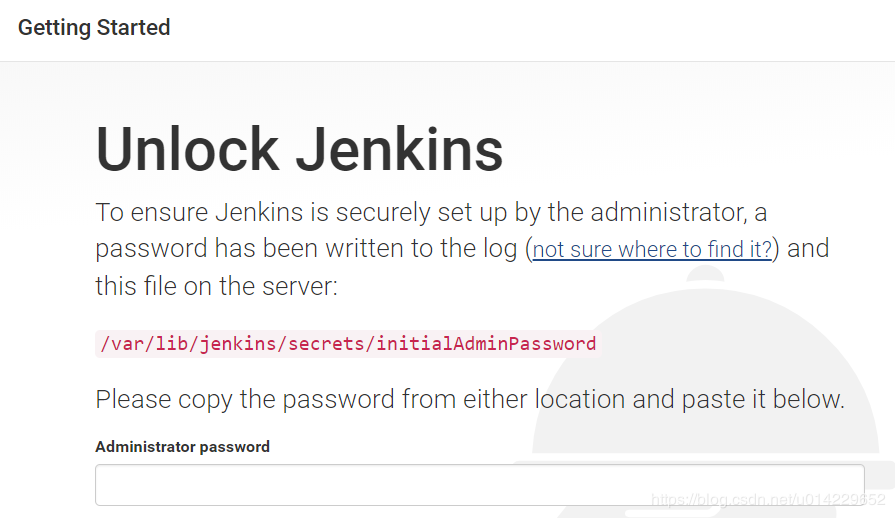 Getting Started
Unlock Jenkins
To ensure Jenkins is securely set up by the administrator, a
password has been written to the log (not sure where to find it?) and
this file on the server:
/var/lib/jenkins/secrets/initialAdminPassword
Please copy the password from either location and paste it below.
Administrator password
https://blog.csdn.net/u014229652